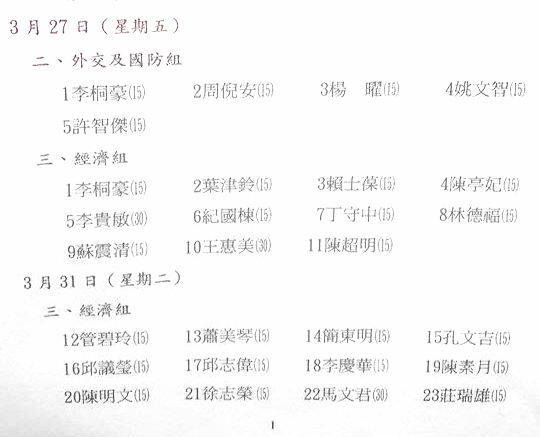 3月27日（星期五）
二、外交及國防組
1李桐豪(15) 2周倪安(15) 3楊　曜(15) 4姚文智(15)
5許智傑(15)
三、經濟組
1李桐豪(15) 2葉津鈴(15) 3賴士葆(15) 4陳亭妃(15)
5李貴敏(30) 6紀國棟(15) 7丁守中(15) 8林德福(15)
9蘇震清(15) 10王惠美(30) 11陳超明(15)
3月31日（星期二）
三、經濟組
12管碧玲(15) 13蕭美琴(15) 14簡東明(15) 15孔文吉(15)
16邱議瑩(15) 17邱志偉(15) 18李慶華(15) 19陳素月(15)
20陳明文(15) 21徐志榮(15) 22馬文君(30) 23莊瑞雄(15)
1